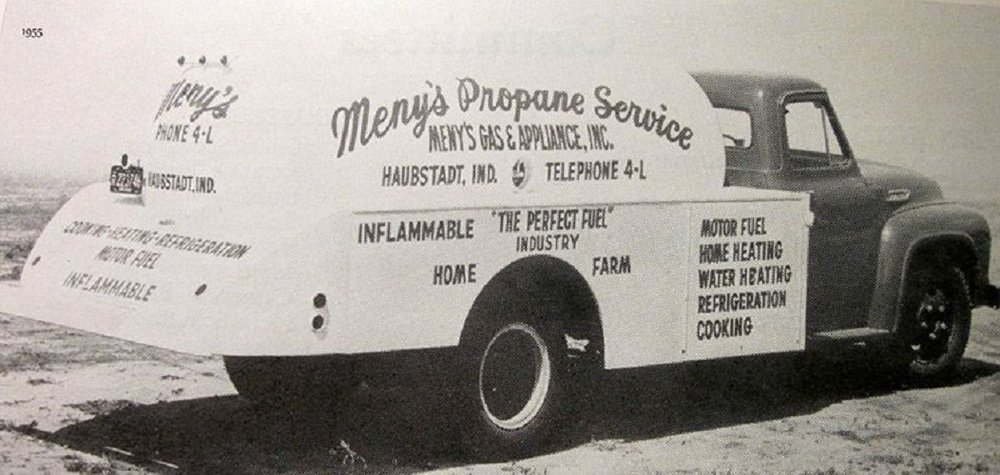 1955
Meny's
PHONE 4-L
HAUBSTADT, IND.
COOKING-HEATING-REFRIGERATION
MOTOR FUEL
INFLAMMABLE
Meny's Propane Service
MENY'S GAS & APPLIANCE, INC.
HAUBSTADT, IND. TELEPHONE 4-L
INFLAMMABLE "THE PERFECT FUEL"
INDUSTRY
HOME FARM
MOTOR FUEL
HOME HEATING
WATER HEATING
REFRIGERATION
COOKING